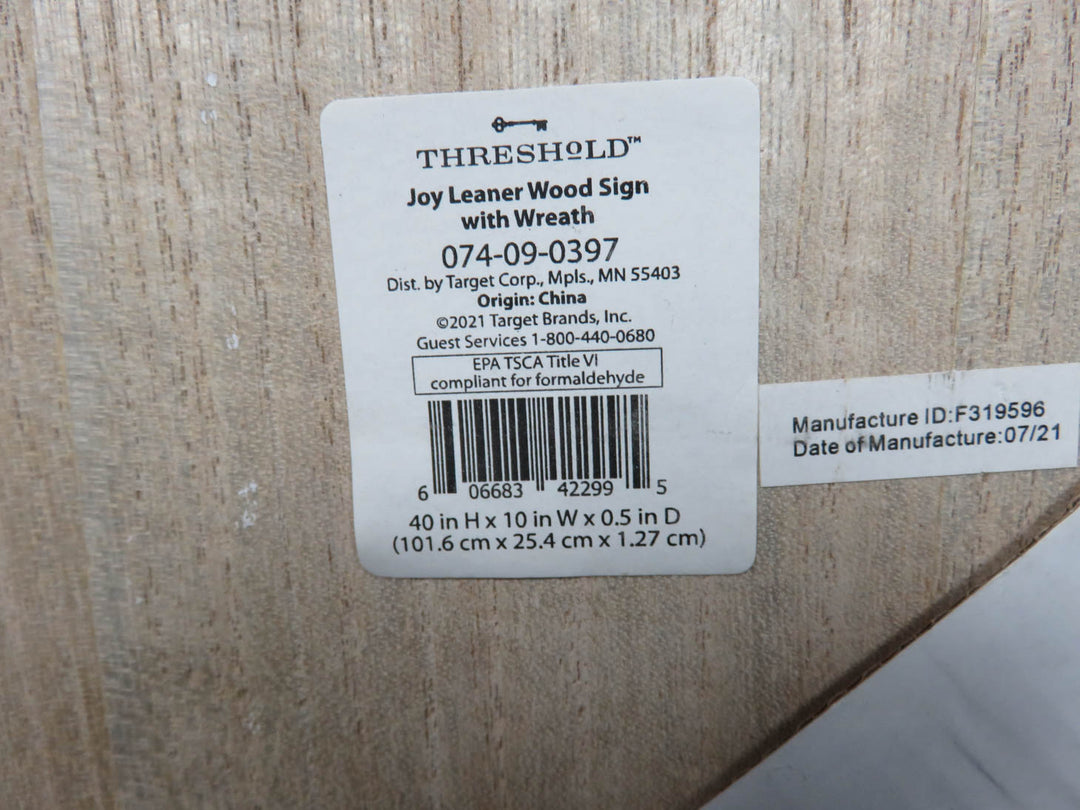 THRESHOLD™
Joy Leaner Wood Sign
with Wreath
074-09-0397
Dist. by Target Corp., Mpls., MN 55403
Origin: China
©2021 Target Brands, Inc.
Guest Services 1-800-440-0680
EPA TSCA Title VI
compliant for formaldehyde
6 06683 42299 5
40 in H x 10 in W x 0.5 in D
(101.6 cm x 25.4 cm x 1.27 cm)
Manufacture ID:F319596
Date of Manufacture:07/21